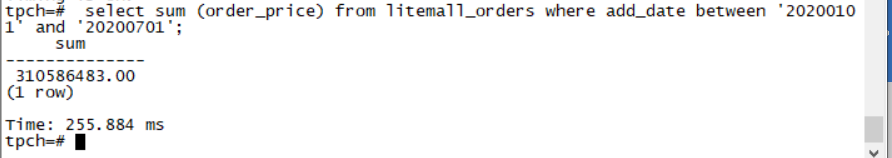 tpch=#  select sum (order_price) from litemall_orders where add_date between '2020010
1' and '20200701';
     sum
--------------
 310586483.00
(1 row)
Time: 255.884 ms
tpch=#